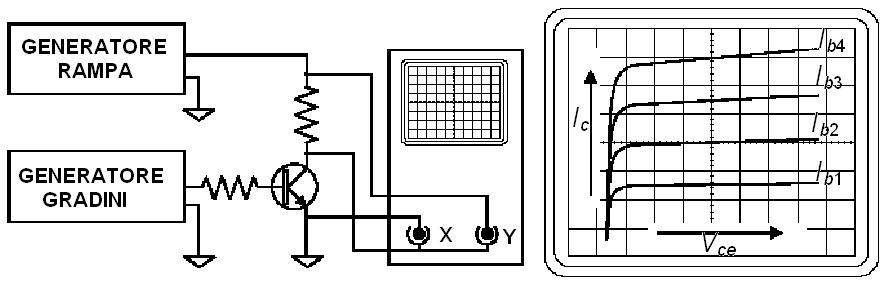 GENERATORE
RAMPA
GENERATORE
GRADINI
X
Y
Ib4
Ib3
Ib2
Ib1
Ic
Vce